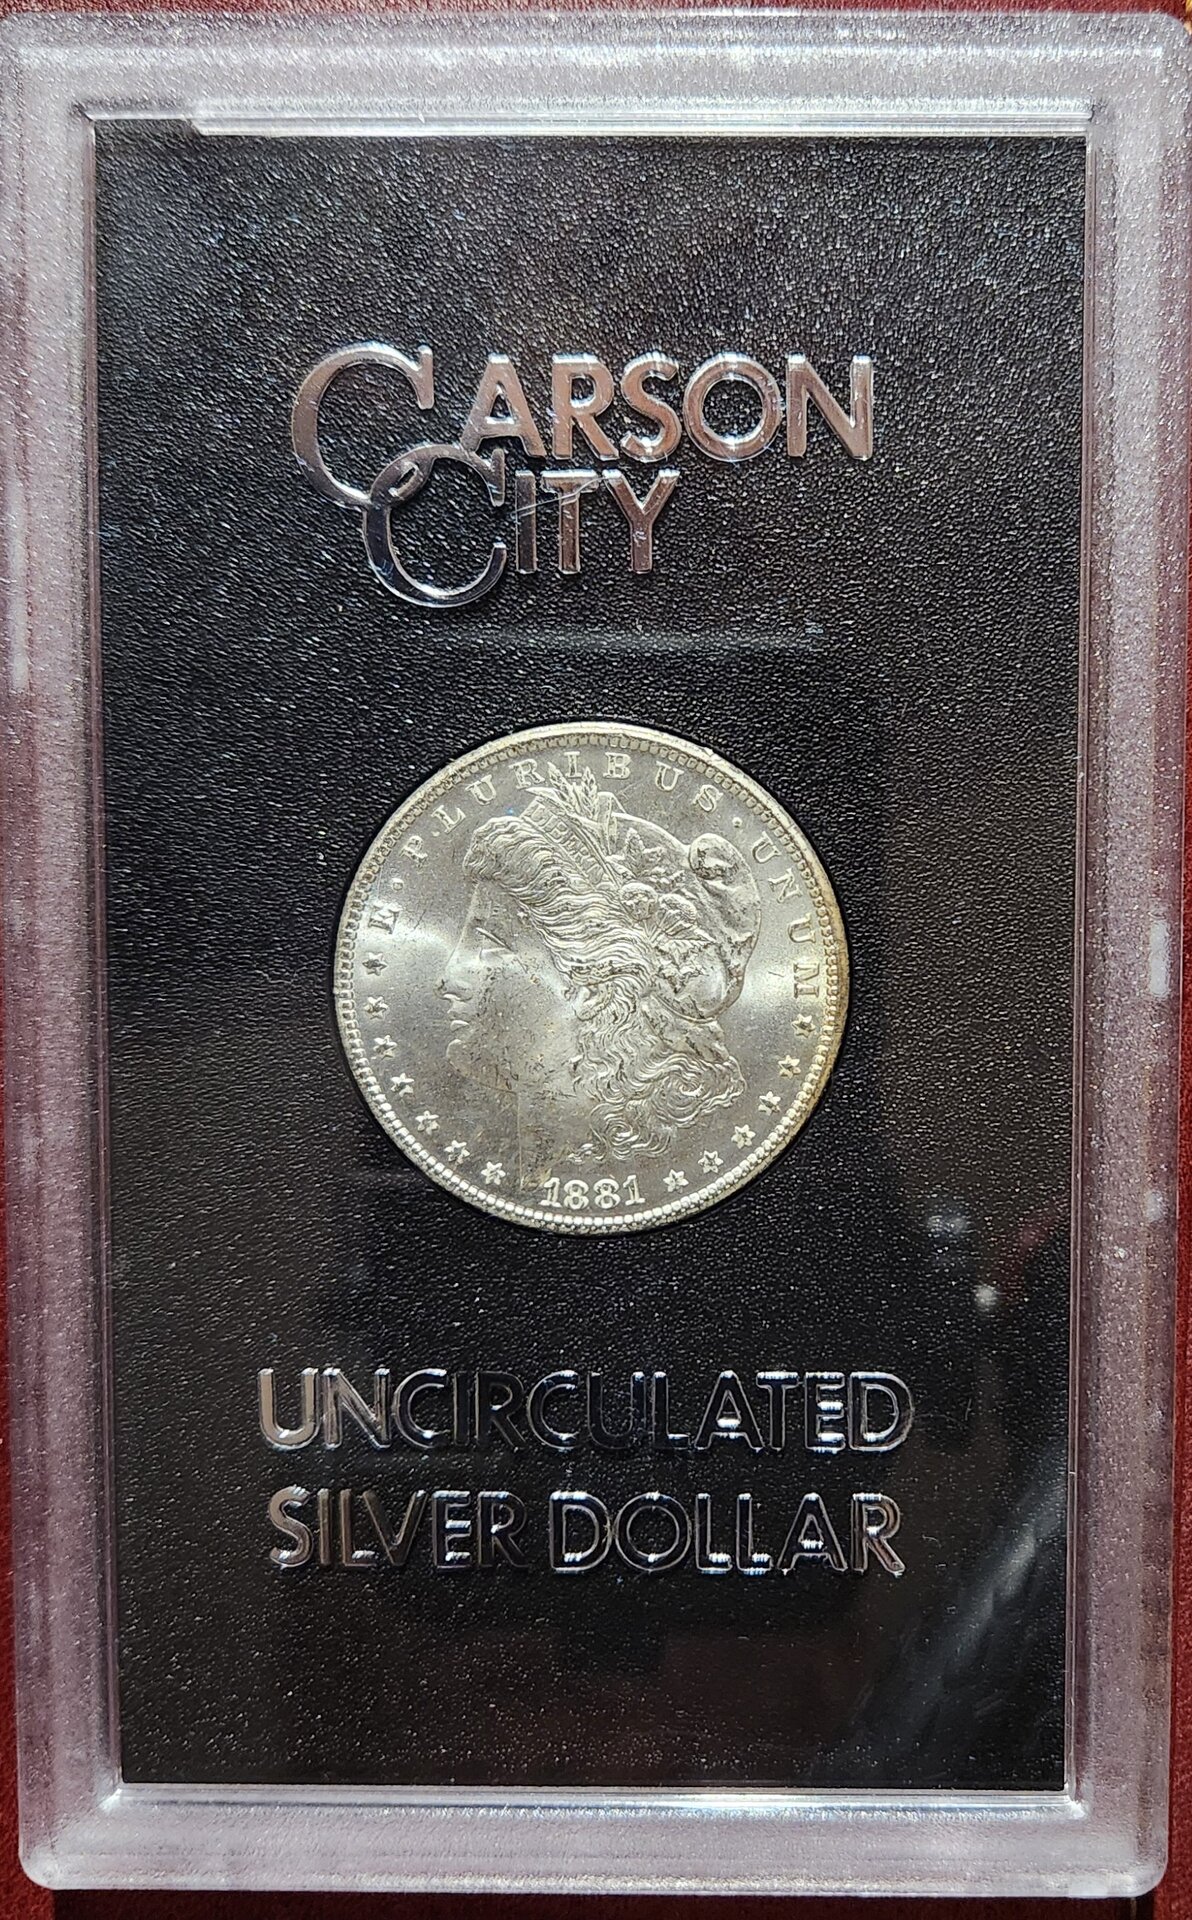 CARSON
CITY
E · PLURIBUS · UNUM
LIBERTY
1881
UNCIRCULATED
SILVER DOLLAR